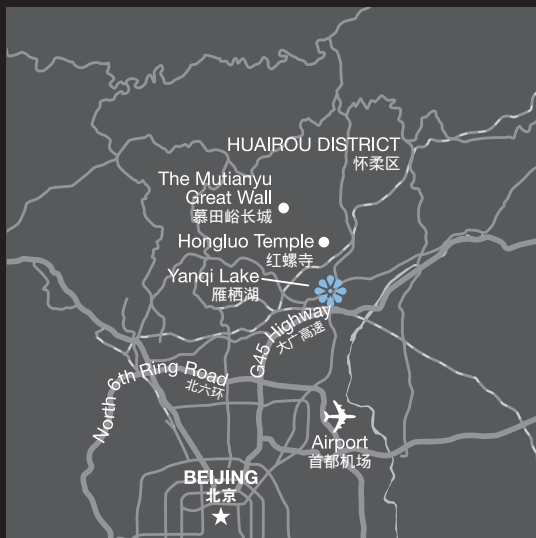 HUAIROU DISTRICT
怀柔区
The Mutianyu
Great Wall
慕田峪长城
Hongluo Temple
红螺寺
Yanqi Lake
雁栖湖
G45 Highway
大广高速
North 6th Ring Road
北六环
Airport
首都机场
BEIJING
北京